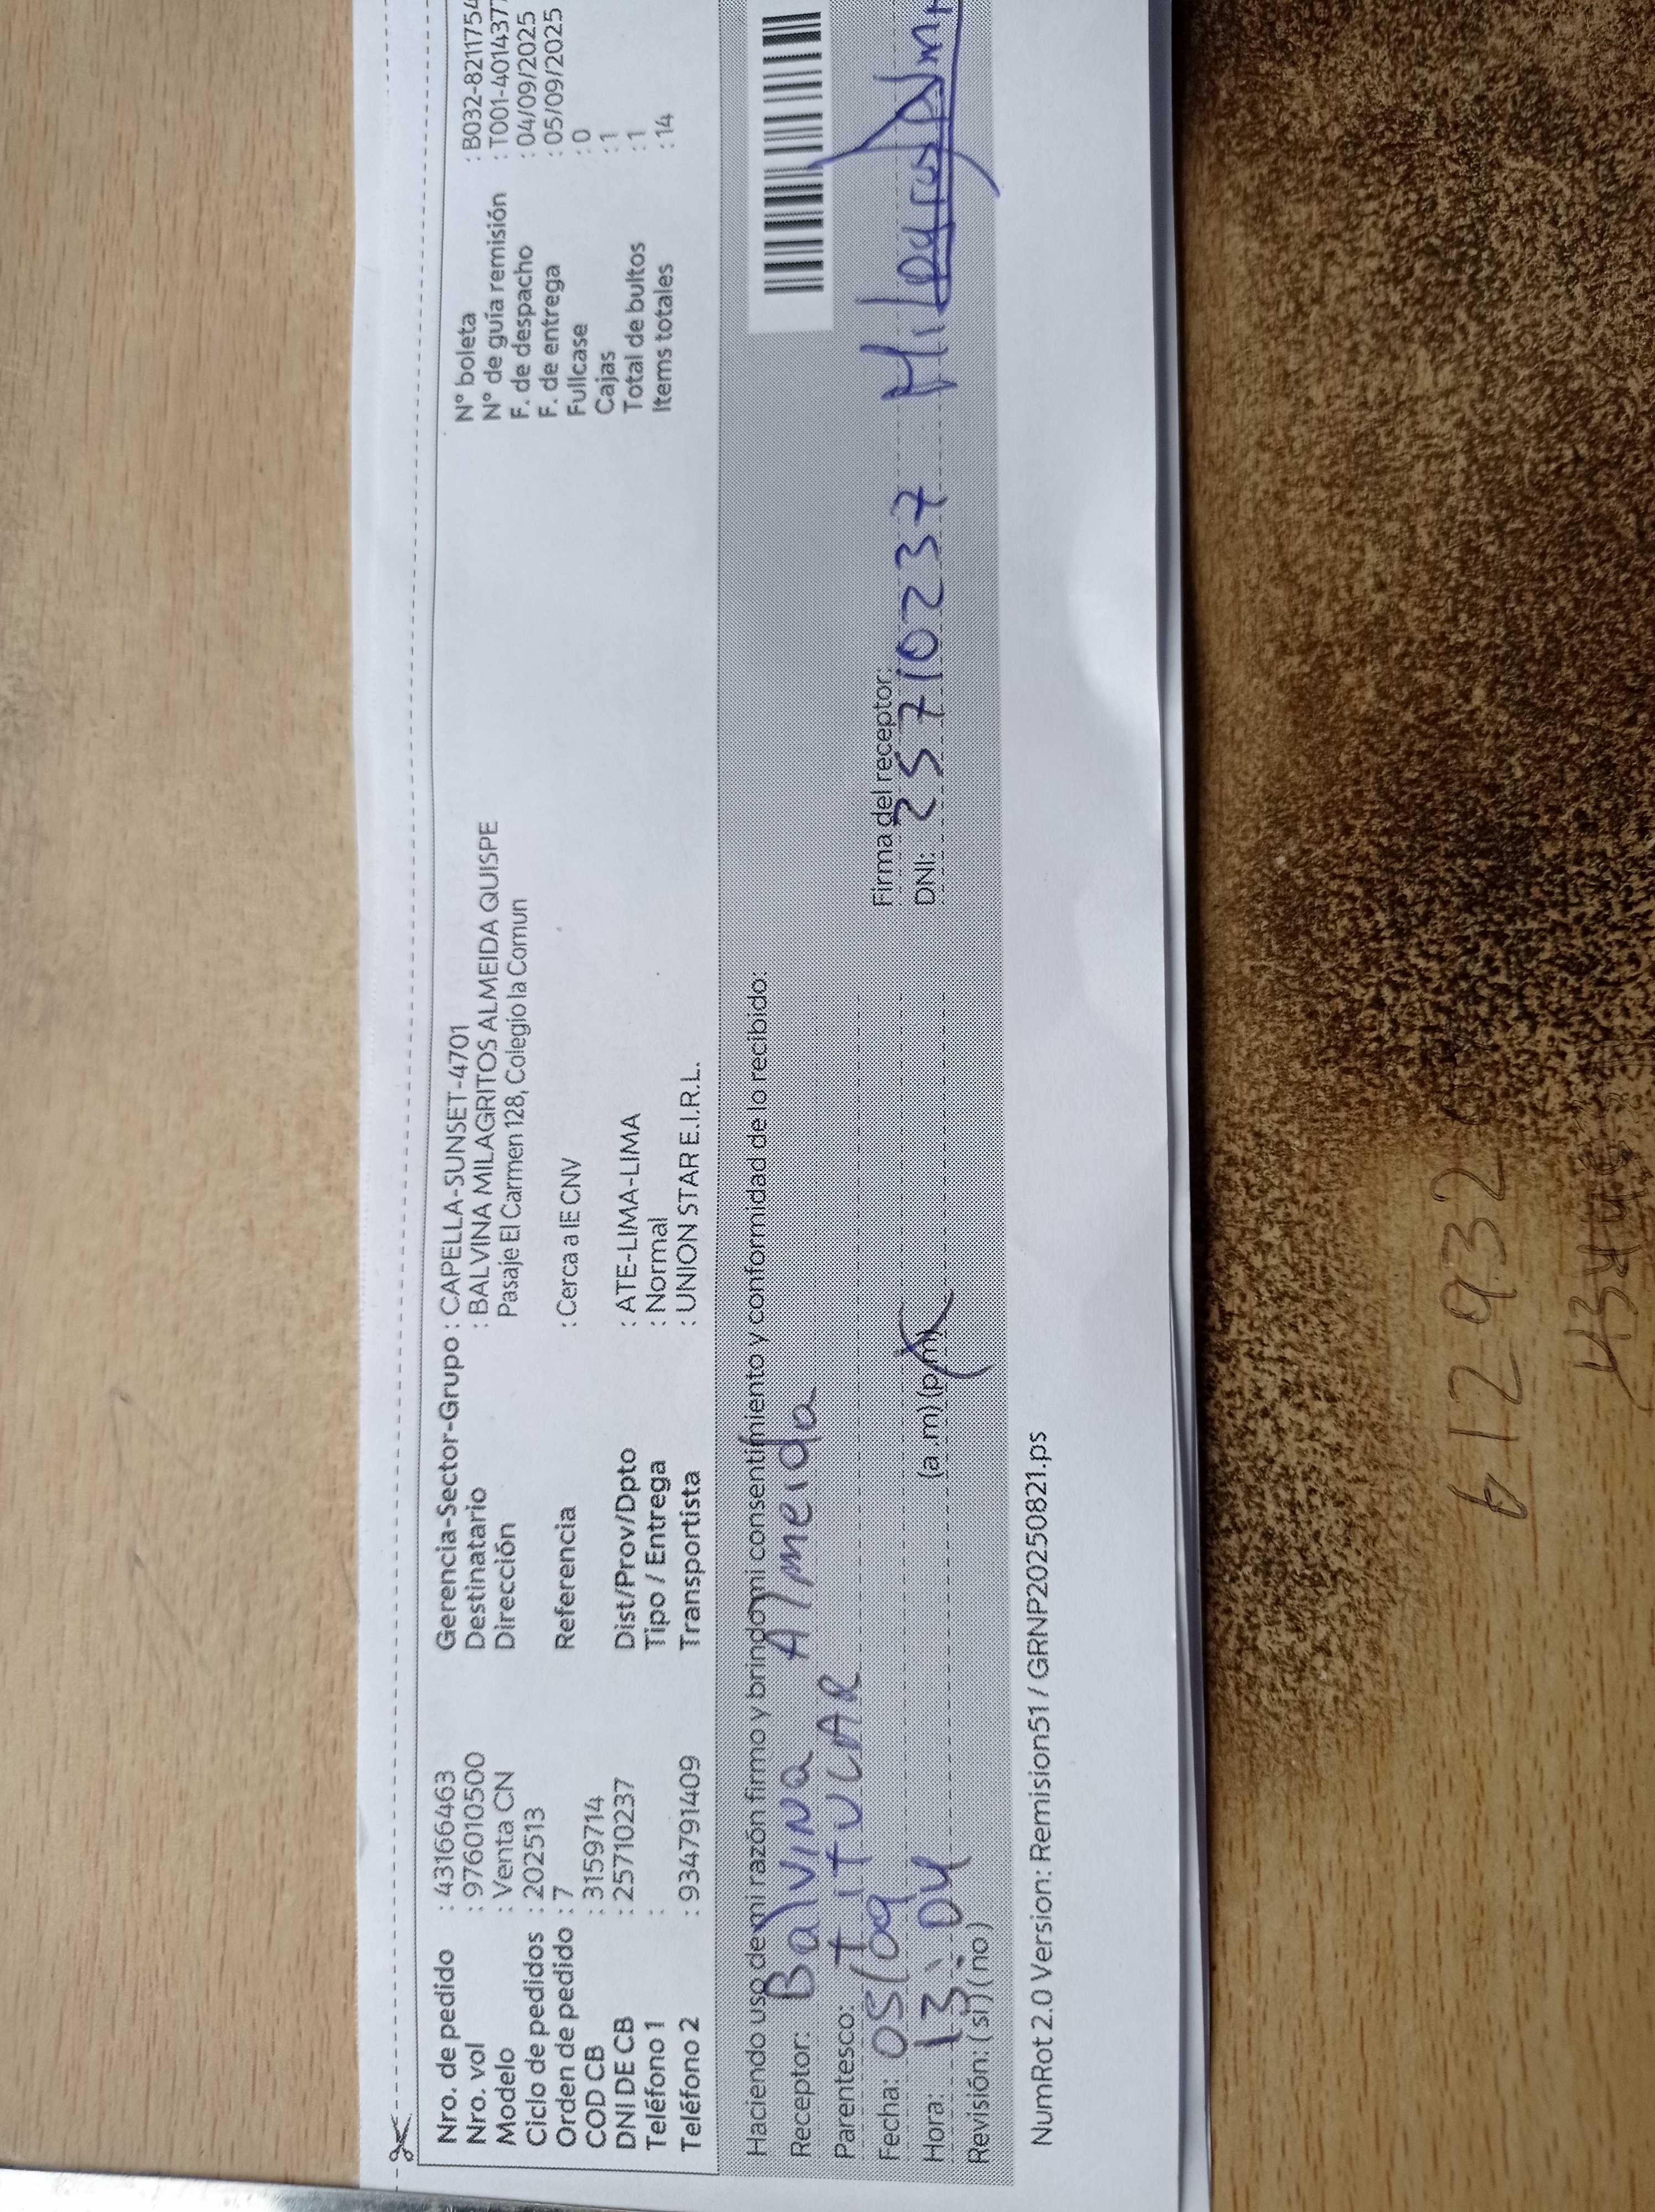 Nro. de pedido : 43166463 Gerencia-Sector-Grupo : CAPELLA-SUNSET-4701 N° boleta : B032-8211754
Nro. vol : 976010500 Destinatario : BALVINA MILAGRITOS ALMEIDA QUISPE N° de guía remisión : T001-4014377
Modelo : Venta CN Dirección Pasaje El Carmen 128, Colegio la Comun F. de despacho : 04/09/2025
Ciclo de pedidos : 202513 F. de entrega : 05/09/2025
Orden de pedido : 7 Referencia : Cerca a IE CNV Fullcase : 0
COD CB : 3159714 Cajas : 1
DNI DE CB : 25710237 Dist/Prov/Dpto : ATE-LIMA-LIMA Total de bultos : 1
Teléfono 1 : Tipo / Entrega : Normal Items totales : 14
Teléfono 2 : 934791409 Transportista : UNION STAR E.I.R.L.
Haciendo uso de mi razón firmo y brindo mi consentimiento y conformidad de lo recibido:
Receptor: Balvina Almeida
Parentesco: TITULAR
Fecha: 05/09 Firma del receptor:
Hora: 13:04 (a.m) (p.m) DNI: 25710237
Revisión: (si) (no)
NumRot 2.0 Version: Remision51 / GRNP20250821.ps
612932